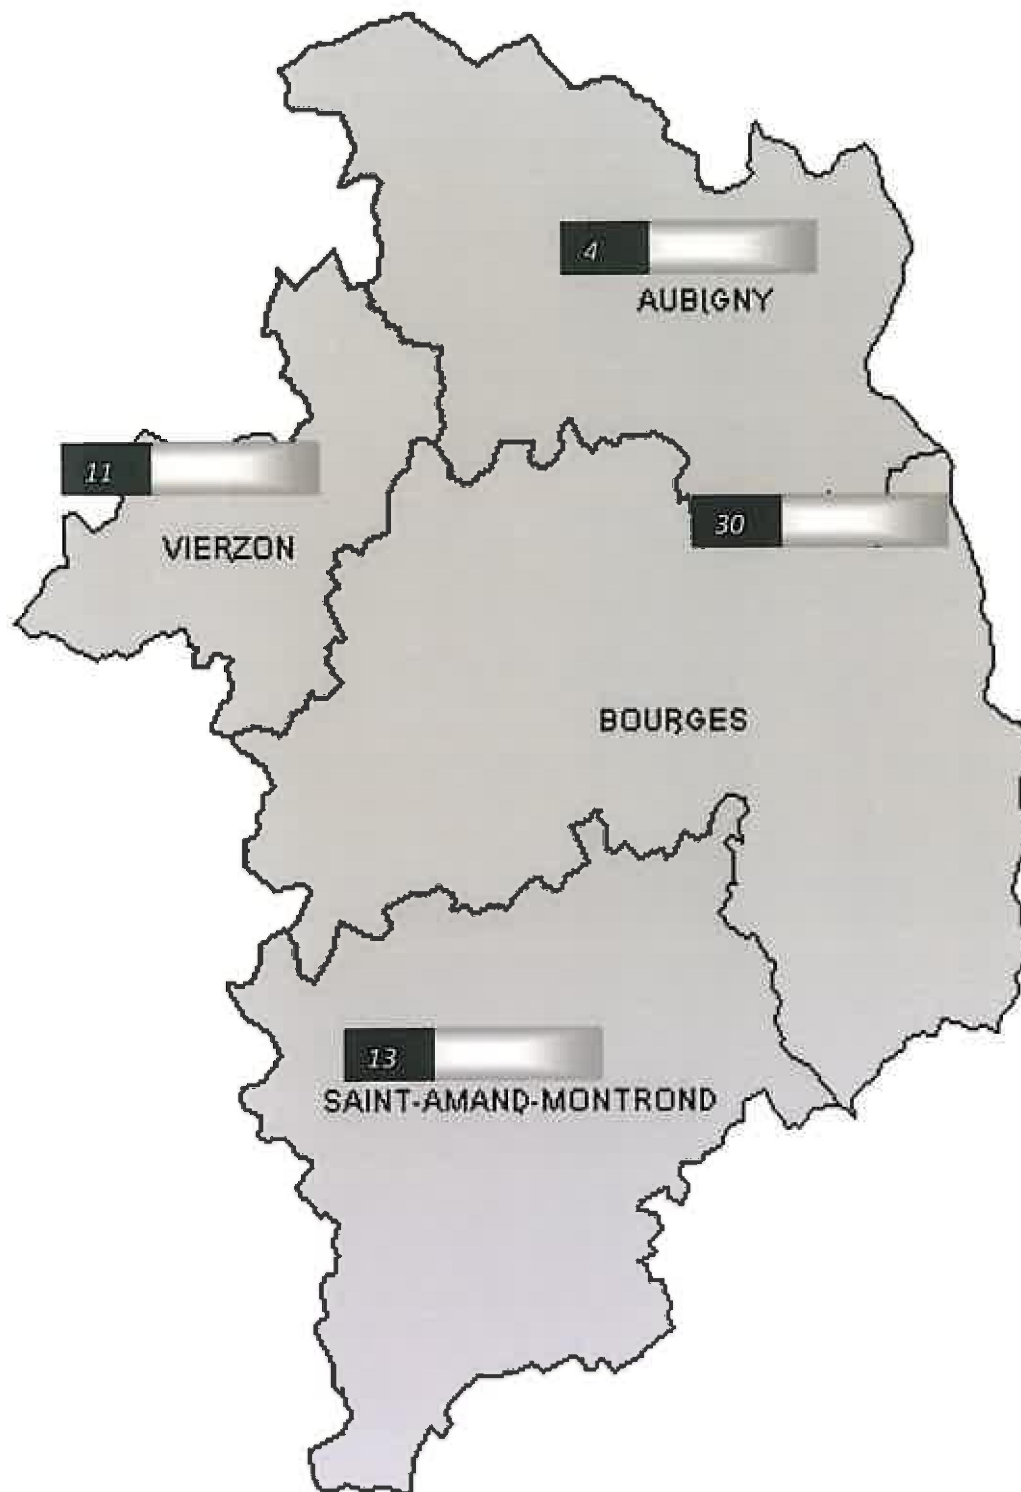 4
AUBIGNY
11
VIERZON
30
BOURGES
13
SAINT-AMAND-MONTROND